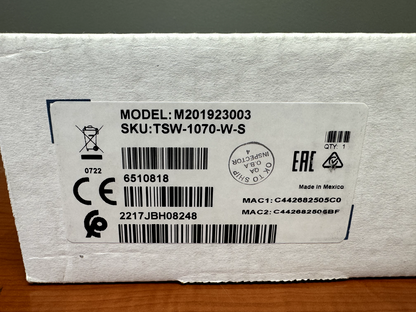 MODEL: M201923003
SKU: TSW-1070-W-S
QTY: 1
OK TO SHIP
QA
O.B.A
INSPECTOR
4
EAC
0722
6510818
Made in Mexico
CE
MAC1: C442682505C0
MAC2: C442682505BF
2217JBH08248